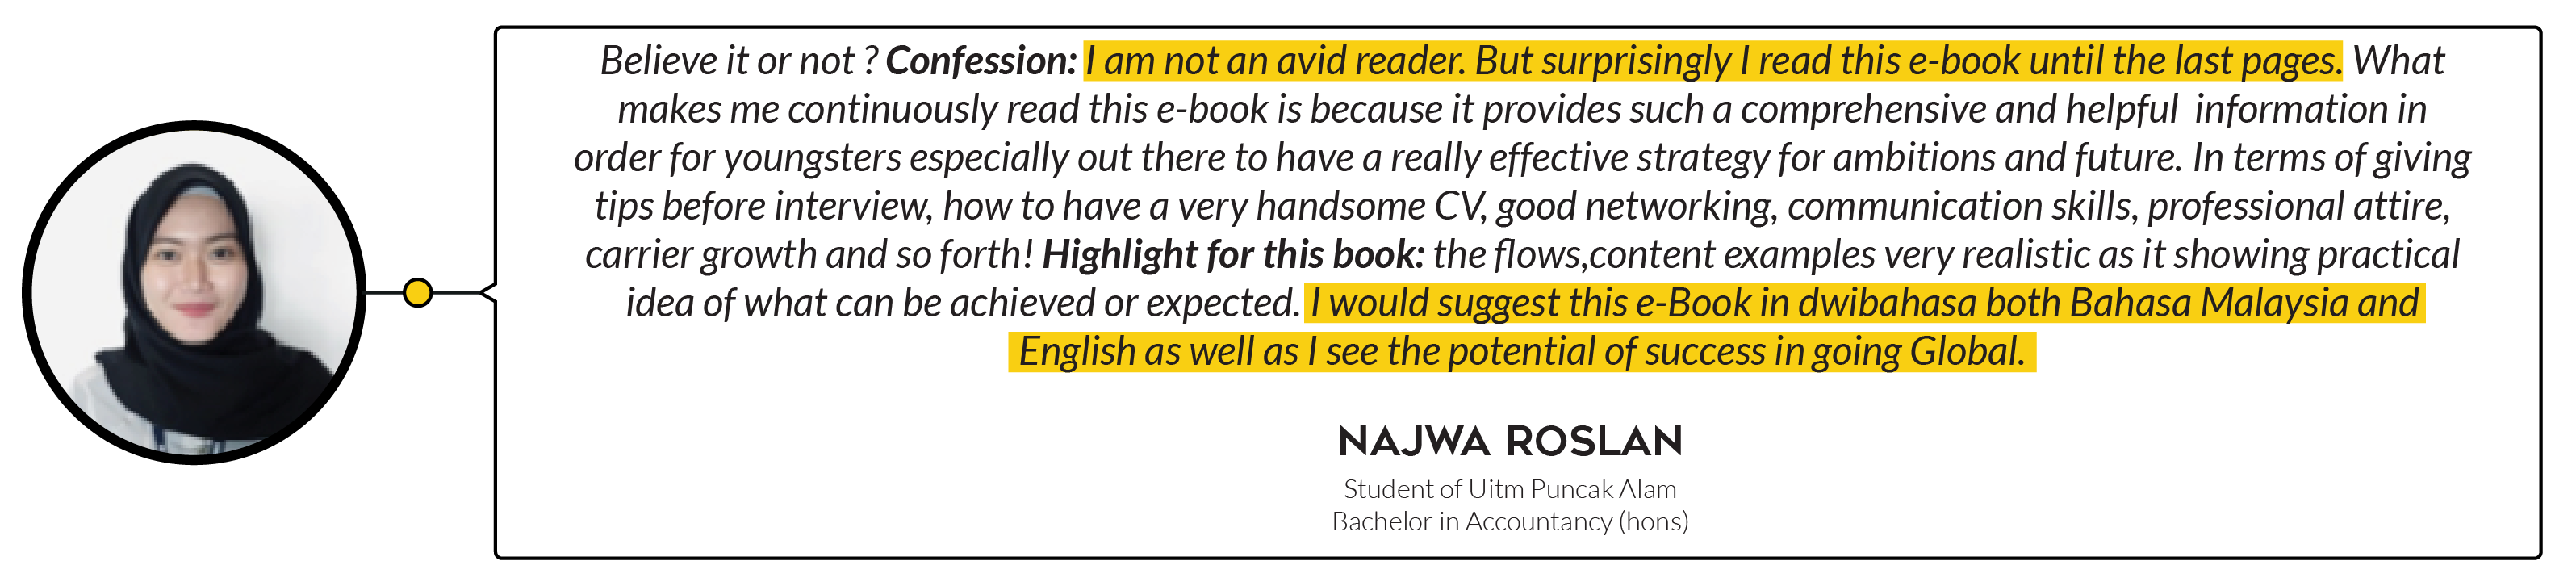 Believe it or not ? Confession: I am not an avid reader. But surprisingly I read this e-book until the last pages. What
makes me continuously read this e-book is because it provides such a comprehensive and helpful  information in
order for youngsters especially out there to have a really effective strategy for ambitions and future. In terms of giving
tips before interview, how to have a very handsome CV, good networking, communication skills, professional attire,
carrier growth and so forth! Highlight for this book: the flows,content examples very realistic as it showing practical
idea of what can be achieved or expected. I would suggest this e-Book in dwibahasa both Bahasa Malaysia and
English as well as I see the potential of success in going Global.
NAJWA ROSLAN
Student of Uitm Puncak Alam
Bachelor in Accountancy (hons)